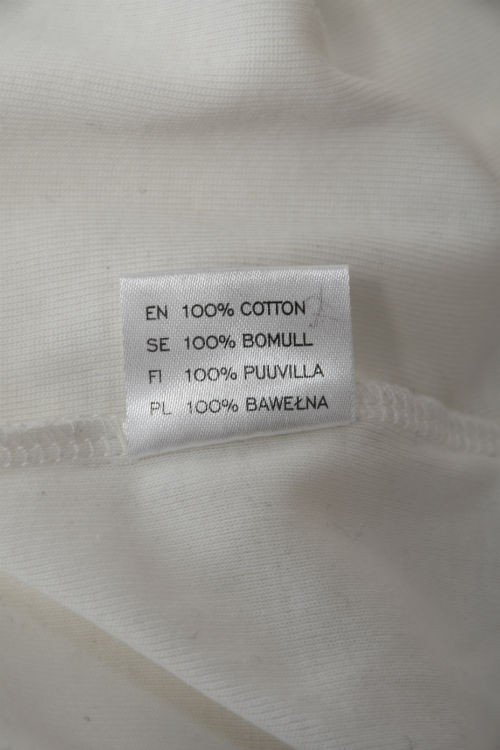 EN 100% COTTON
SE 100% BOMULL
FI 100% PUUVILLA
PL 100% BAWEŁNA